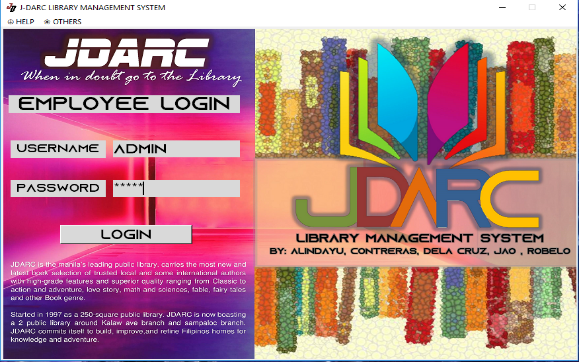 J-DARC LIBRARY MANAGEMENT SYSTEM
HELP OTHERS
JDARC
When in doubt go to the Library
EMPLOYEE LOGIN
USERNAME ADMIN
PASSWORD *****
LOGIN
JDARC is the manila's leading public library, carries the most new and
latest book selection of trusted local and some international authors
with high-grade features and superior quality ranging from Classic to
action and adventure, love story, math and sciences, fable, fairy tales
and other Book genre.
Started in 1997 as a 250 square public library, JDARC is now boasting
a 2 public library around Kalaw ave branch and sampaloc branch.
JDARC commits itself to build, improve,and refine Filipinos homes for
knowledge and adventure.
JDARC
LIBRARY MANAGEMENT SYSTEM
BY: ALINDAYU, CONTRERAS, DELA CRUZ, JAO , ROBELO